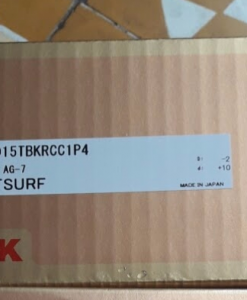 015TBKRCC1P4
AG-7
TSURF
B- -2
d- +10
MADE IN JAPAN
K